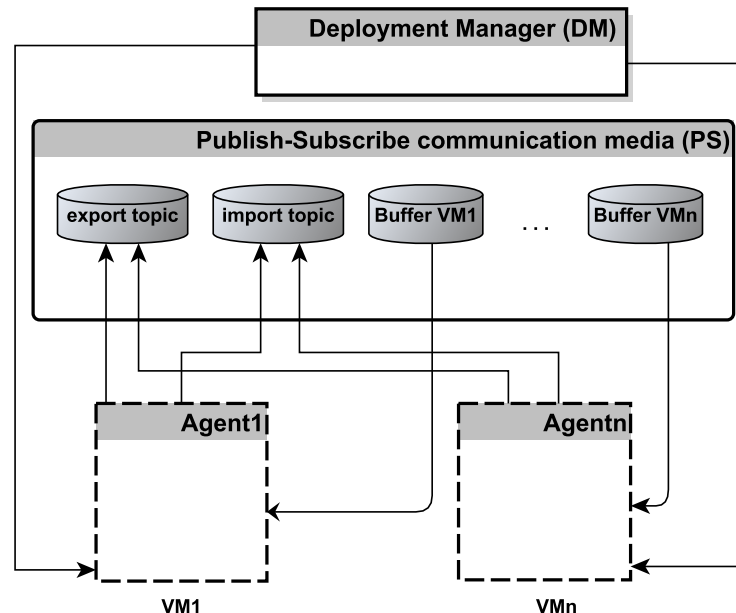 Deployment Manager (DM)
Publish-Subscribe communication media (PS)
export topic
import topic
Buffer VM1
...
Buffer VMn
Agent1
Agentn
VM1
VMn